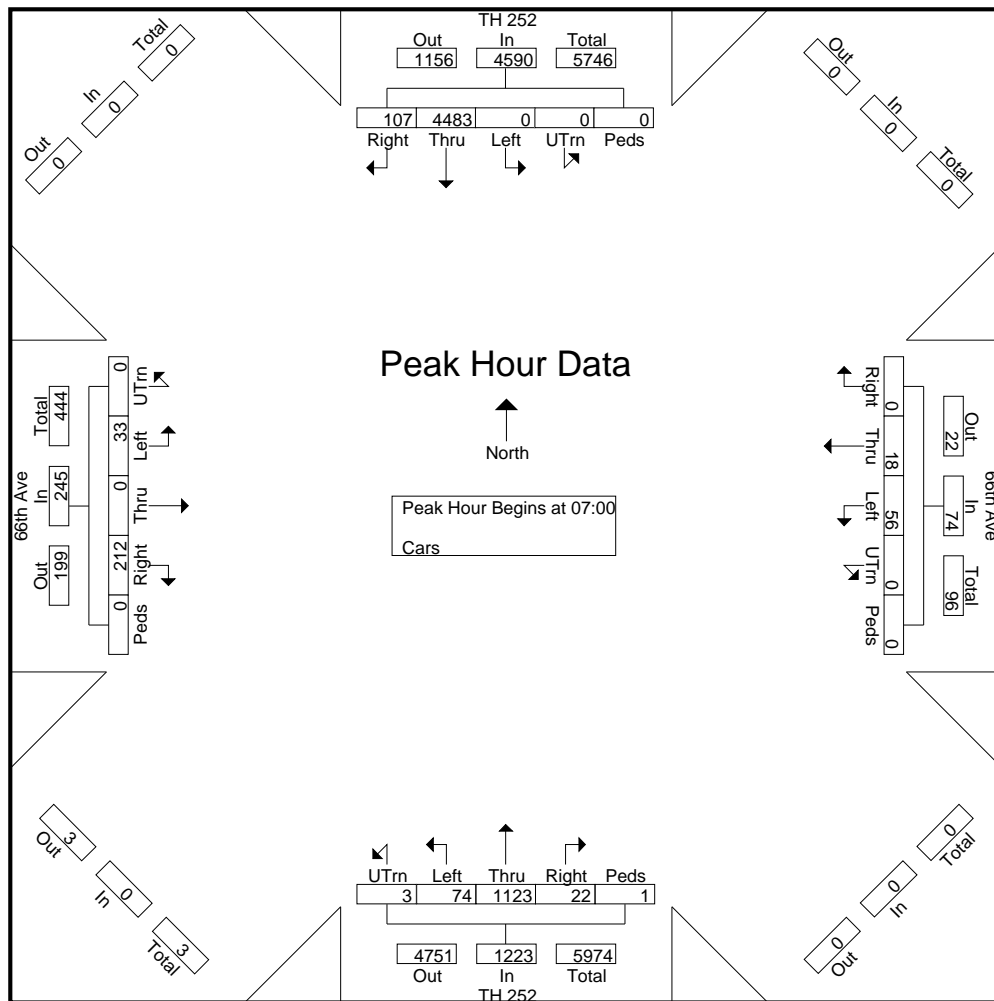 TH 252
Out In Total
1156 4590 5746
107 4483 0 0 0
Right Thru Left UTrn Peds
Total
0
In
0
Out
0
Out
0
In
0
Total
0
66th Ave
Total In Out
444 245 199
0 33 0 212 0
UTrn Left Thru Right Peds
Peak Hour Data
North
Peak Hour Begins at 07:00
Cars
Right Thru Left UTrn Peds
0 18 56 0 0
Out In Total
22 74 96
66th Ave
Out
3
In
0
Total
3
UTrn Left Thru Right Peds
3 74 1123 22 1
4751 1223 5974
Out In Total
TH 252
0
Total
0
In
0
Out